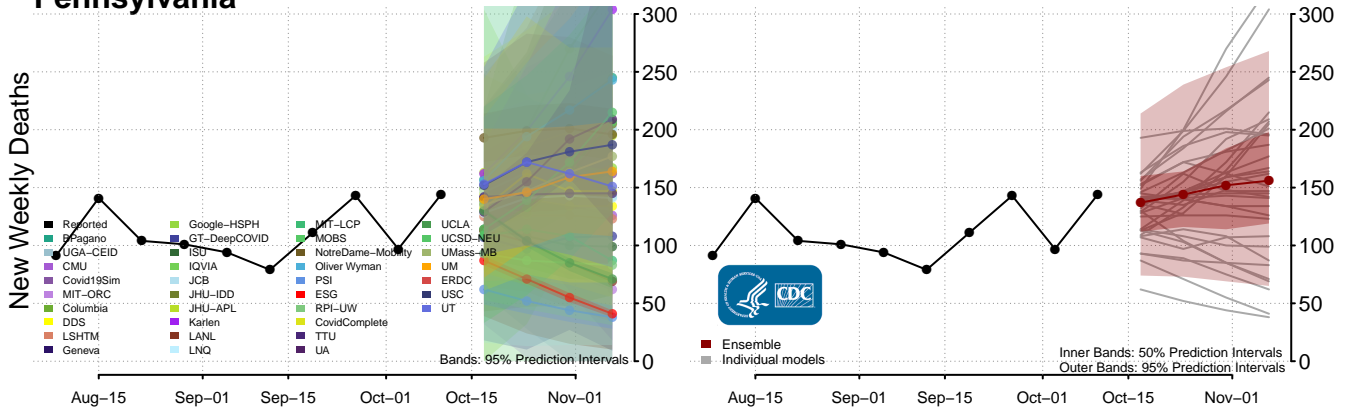 Pennsylvania
New Weekly Deaths
300
250
200
150
100
50
0
Reported
BPagano
UGA−CEID
CMU
Covid19Sim
MIT−ORC
Columbia
DDS
LSHTM
Geneva
Google−HSPH
GT−DeepCOVID
ISU
IQVIA
JCB
JHU−IDD
JHU−APL
Karlen
LANL
LNQ
MIT−LCP
MOBS
NotreDame−Mobility
Oliver Wyman
PSI
ESG
RPI−UW
CovidComplete
TTU
UA
UCLA
UCSD−NEU
UMass−MB
UM
ERDC
USC
UT
Bands: 95% Prediction Intervals
Aug−15 Sep−01 Sep−15 Oct−01 Oct−15 Nov−01
300
250
200
150
100
50
0
CDC
Ensemble
Individual models
Inner Bands: 50% Prediction Intervals
Outer Bands: 95% Prediction Intervals
Aug−15 Sep−01 Sep−15 Oct−01 Oct−15 Nov−01